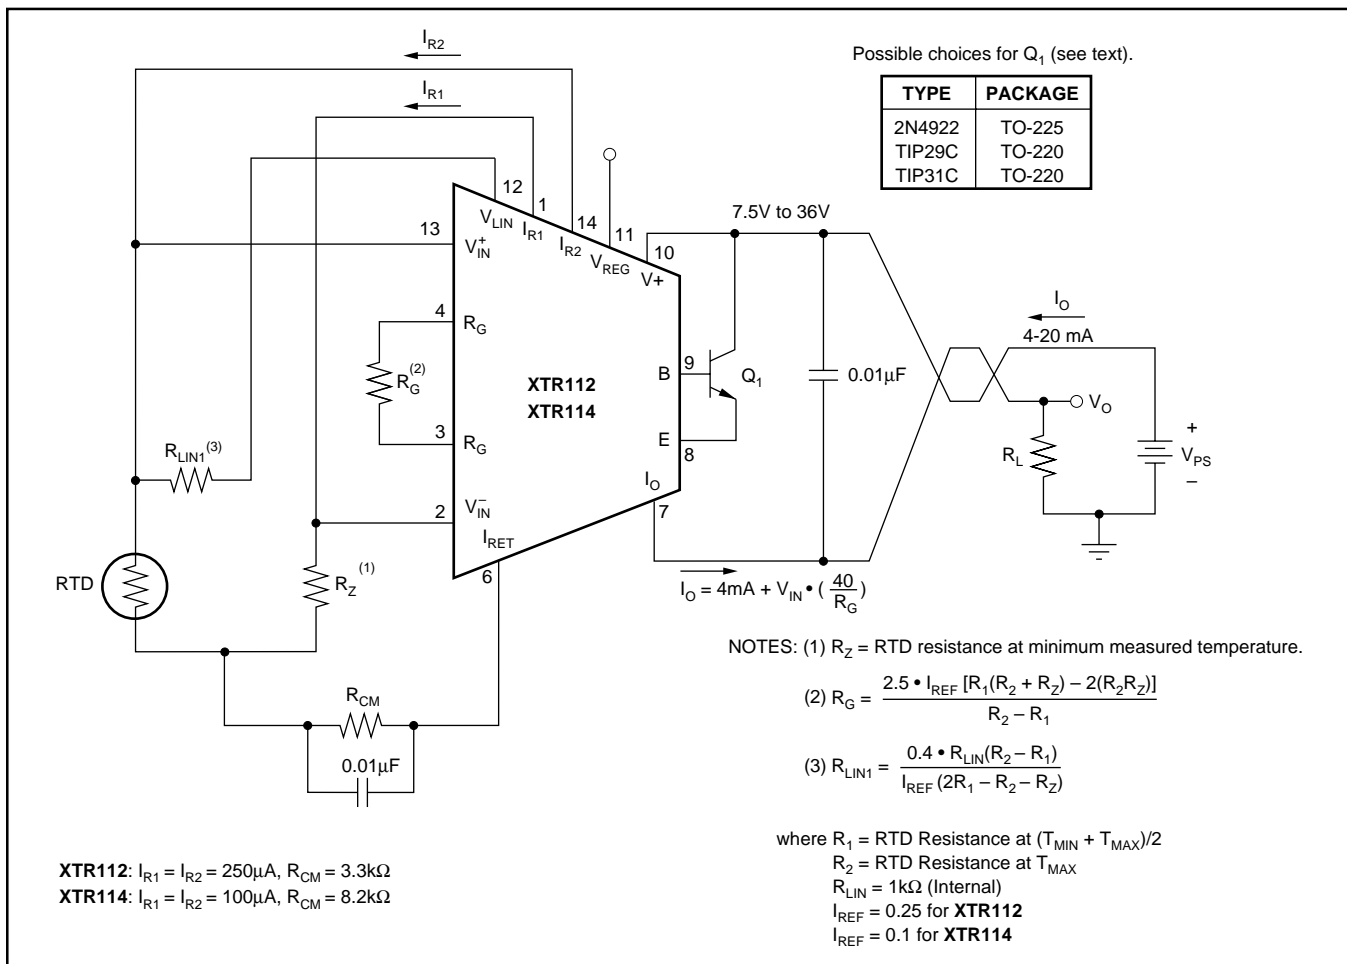 I_R2
I_R1
Possible choices for Q_1 (see text).
TYPE PACKAGE
2N4922 TO-225
TIP29C TO-220
TIP31C TO-220
12
V_LIN
1
I_R1
14
I_R2
11
V_REG
7.5V to 36V
10
V+
13
V_IN^+
4
R_G
R_G^(2)
3
R_G
XTR112
XTR114
B
9
Q_1
E
8
0.01µF
I_O
4-20 mA
V_O
R_L
+
V_PS
–
R_LIN1^(3)
2
V_IN^–
I_RET
6
I_O
7
RTD
R_Z^(1)
I_O = 4mA + V_IN • (40/R_G)
R_CM
0.01µF
NOTES: (1) R_Z = RTD resistance at minimum measured temperature.
(2) R_G = 2.5 • I_REF [R_1(R_2 + R_Z) – 2(R_2R_Z)] / R_2 – R_1
(3) R_LIN1 = 0.4 • R_LIN(R_2 – R_1) / I_REF (2R_1 – R_2 – R_Z)
where R_1 = RTD Resistance at (T_MIN + T_MAX)/2
R_2 = RTD Resistance at T_MAX
R_LIN = 1kΩ (Internal)
I_REF = 0.25 for XTR112
I_REF = 0.1 for XTR114
XTR112: I_R1 = I_R2 = 250µA, R_CM = 3.3kΩ
XTR114: I_R1 = I_R2 = 100µA, R_CM = 8.2kΩ